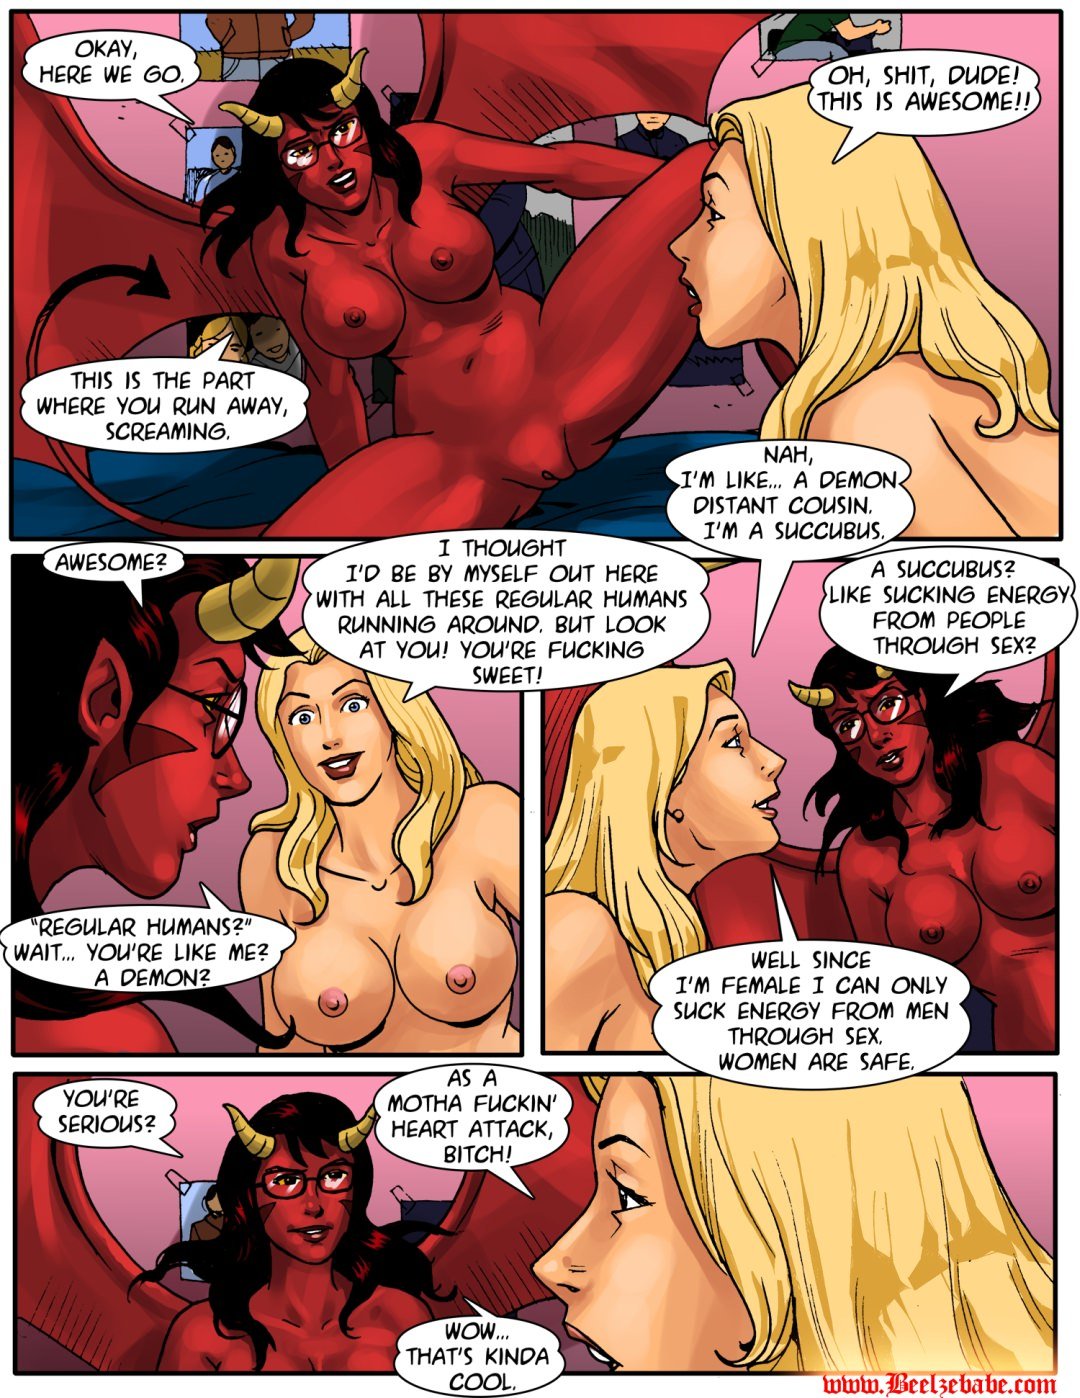 OKAY,
HERE WE GO.
OH, SHIT, DUDE!
THIS IS AWESOME!!
THIS IS THE PART
WHERE YOU RUN AWAY,
SCREAMING.
AWESOME?
I THOUGHT
I'D BE BY MYSELF OUT HERE
WITH ALL THESE REGULAR HUMANS
RUNNING AROUND. BUT LOOK
AT YOU! YOU'RE FUCKING
SWEET!
"REGULAR HUMANS?"
WAIT... YOU'RE LIKE ME?
A DEMON?
NAH,
I'M LIKE... A DEMON
DISTANT COUSIN.
I'M A SUCCUBUS.
A SUCCUBUS?
LIKE SUCKING ENERGY
FROM PEOPLE
THROUGH SEX?
WELL SINCE
I'M FEMALE I CAN ONLY
SUCK ENERGY FROM MEN
THROUGH SEX.
WOMEN ARE SAFE.
YOU'RE
SERIOUS?
AS A
MOTHA FUCKIN'
HEART ATTACK,
BITCH!
WOW...
THAT'S KINDA
COOL.
www.Beelzebabe.com